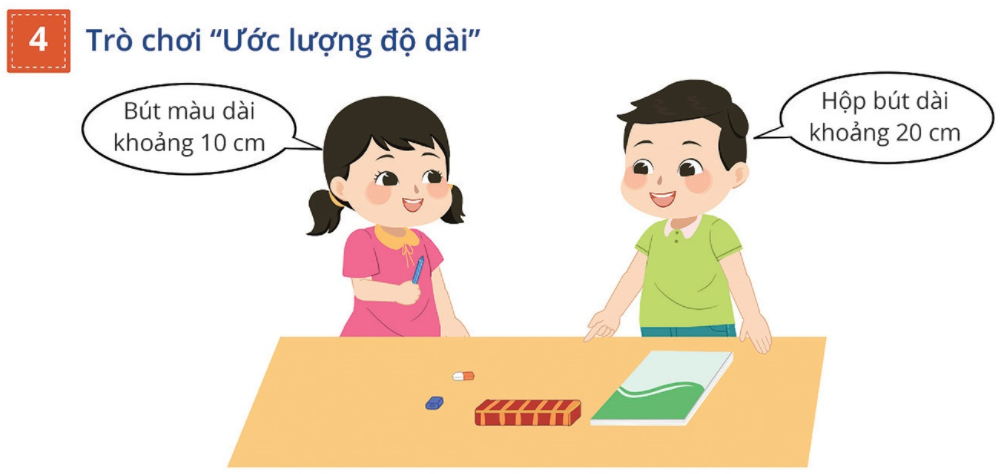 4
Trò chơi “Ước lượng độ dài”
Bút màu dài
khoảng 10 cm
Hộp bút dài
khoảng 20 cm